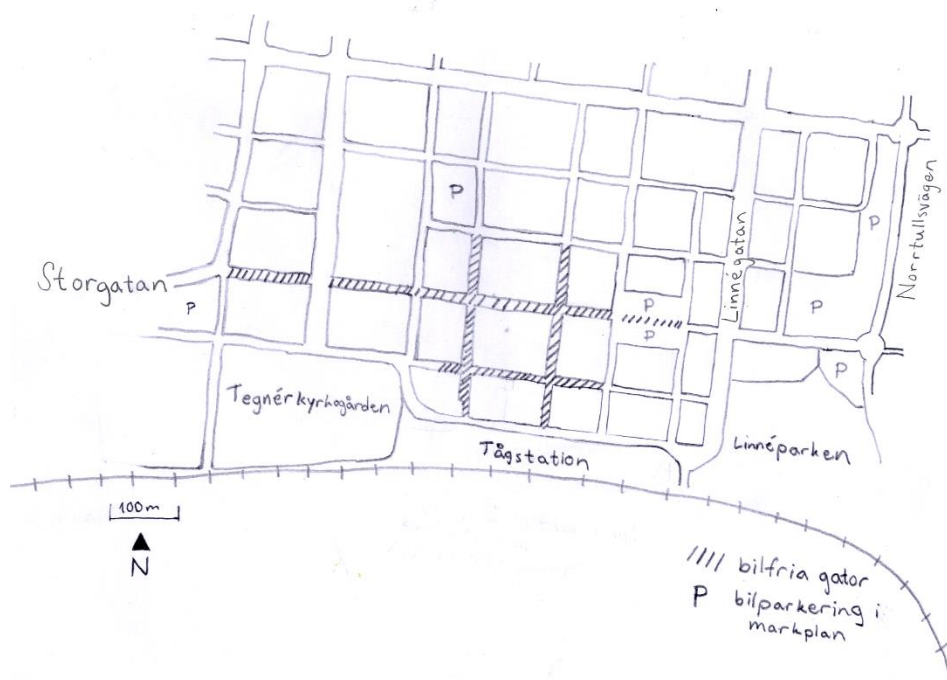 P
Norrtullsvägen
P
Linnégatan
Storgatan
P
P
P
P
P
Tegnérkyrkogården
Tågstation
Linnéparken
100m
N
//// bilfria gator
P bilparkering i
markplan